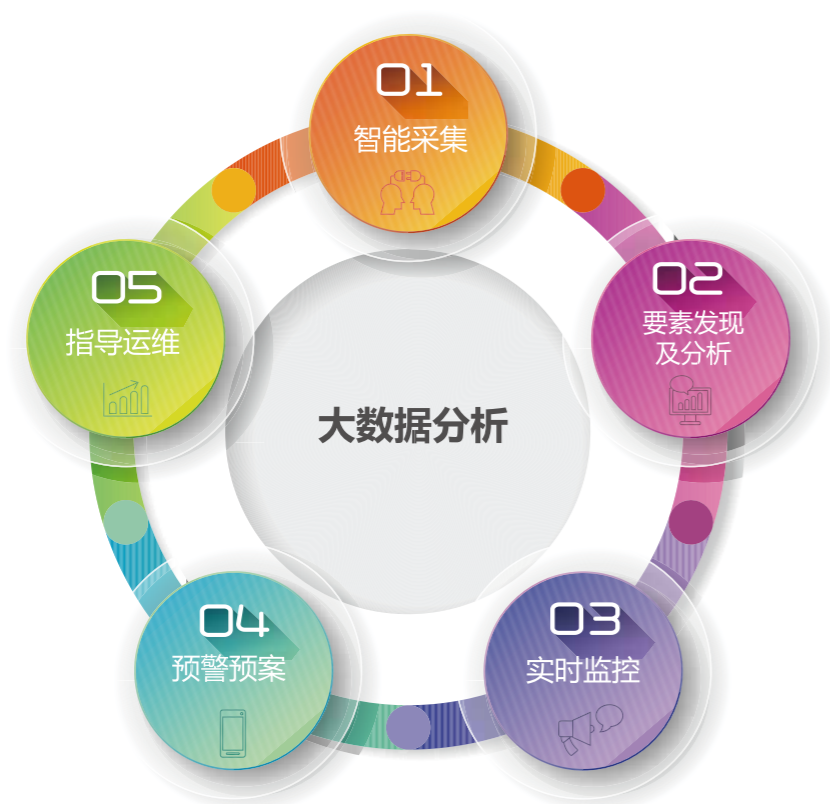 01
智能采集
02
要素发现
及分析
03
实时监控
04
预警预案
05
指导运维
大数据分析